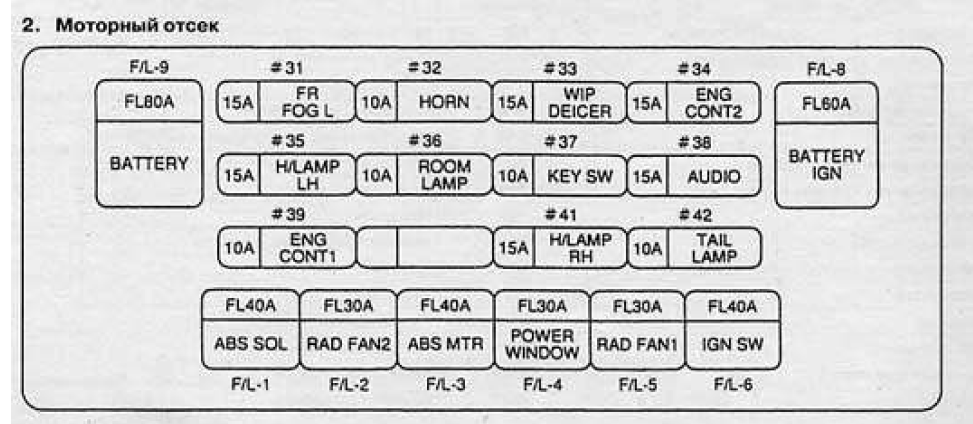 2. Моторный отсек
F/L-9 #31 #32 #33 #34 F/L-8
FL80A 15A FR FOG L 10A HORN 15A WIP DEICER 15A ENG CONT2 FL60A
BATTERY BATTERY IGN
#35 #36 #37 #38
15A H/LAMP LH 10A ROOM LAMP 10A KEY SW 15A AUDIO
#39 #41 #42
10A ENG CONT1 15A H/LAMP RH 10A TAIL LAMP
FL40A FL30A FL40A FL30A FL30A FL40A
ABS SOL RAD FAN2 ABS MTR POWER WINDOW RAD FAN1 IGN SW
F/L-1 F/L-2 F/L-3 F/L-4 F/L-5 F/L-6